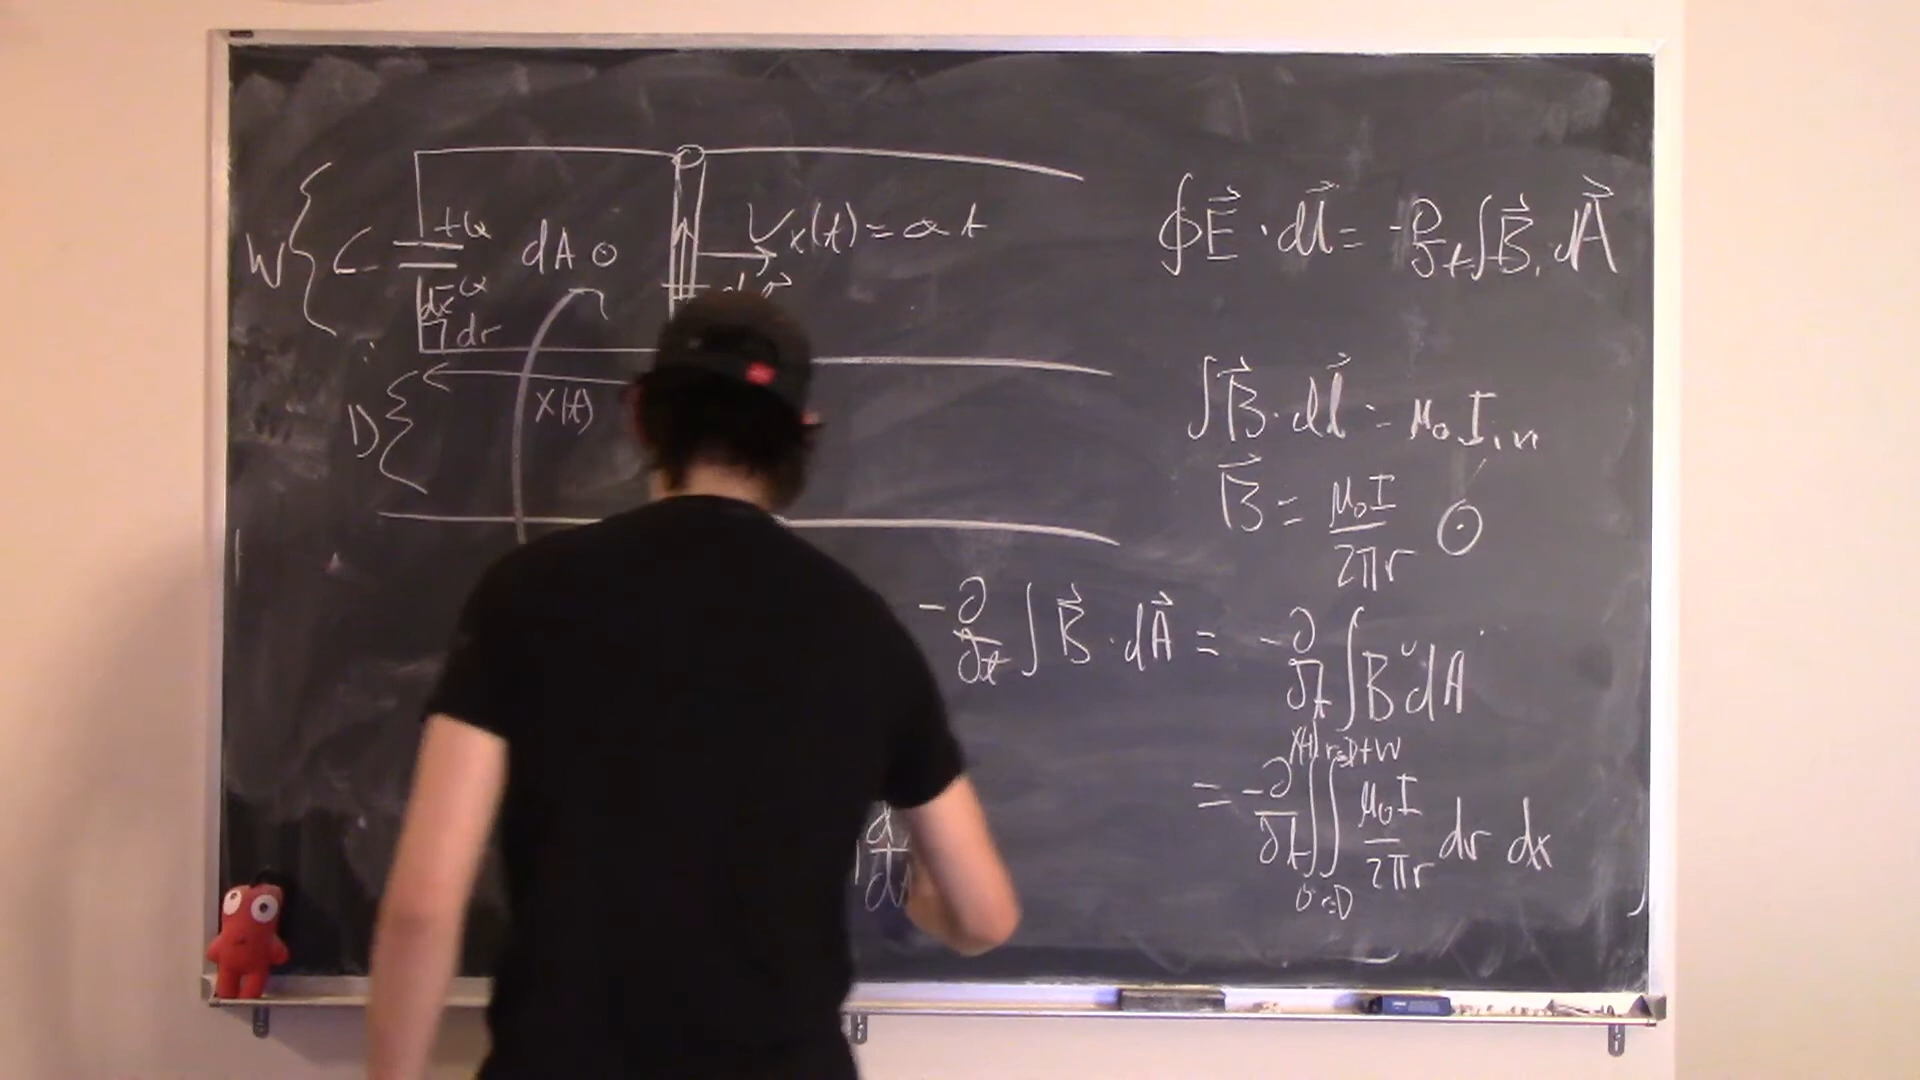 W { C +Q dA ⊙ V_x(t) = at
-Q
dx
dr
D { x(t)
∮E⃗ · dl⃗ = -∂/∂t ∫B⃗ · dA⃗
∫B⃗ · dl⃗ = μ₀ I_in
B⃗ = μ₀I/2πr ⊙
-∂/∂t ∫B⃗ · dA⃗ = -∂/∂t ∫B dA
= -∂/∂t ∫₀^{x(t)} ∫_{r=D}^{r=D+W} μ₀I/2πr dr dx